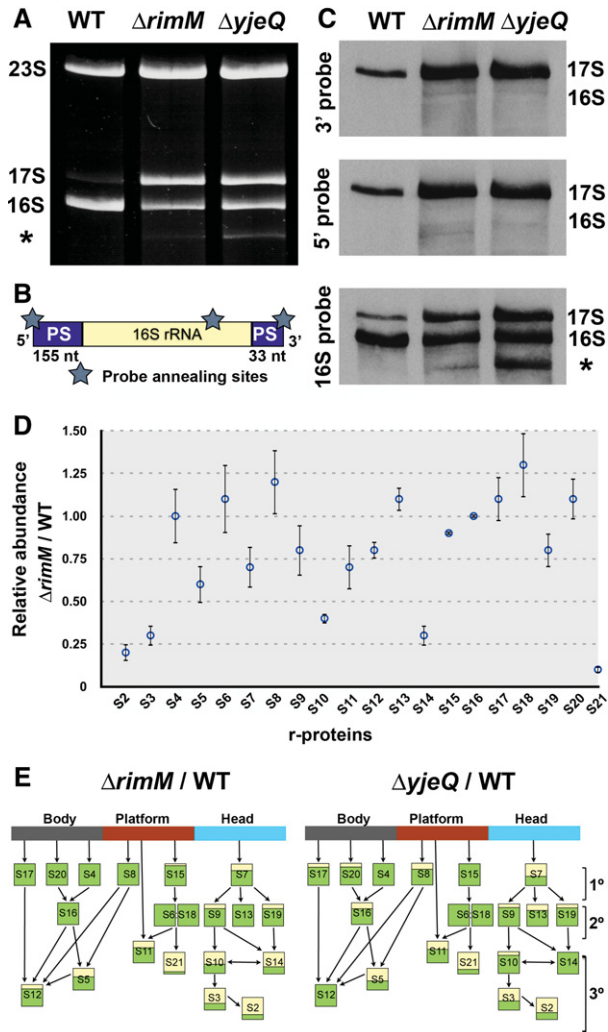 A
WT ΔrimM ΔyjeQ
23S
17S
16S
*
B
5' PS 16S rRNA PS 3'
155 nt 33 nt
Probe annealing sites
C
WT ΔrimM ΔyjeQ
3' probe
17S
16S
5' probe
17S
16S
16S probe
17S
16S
*
D
Relative abundance
ΔrimM / WT
1.50
1.25
1.00
0.75
0.50
0.25
0
S2 S3 S4 S5 S6 S7 S8 S9 S10 S11 S12 S13 S14 S15 S16 S17 S18 S19 S20 S21
r-proteins
E
ΔrimM / WT
Body Platform Head
S17 S20 S4 S8 S15 S7
S16 S6 S18 S9 S13 S19
S11
S12 S5 S21 S10 S14
S3 S2
ΔyjeQ / WT
Body Platform Head
S17 S20 S4 S8 S15 S7
S16 S6 S18 S9 S13 S19
S11
S12 S5 S21 S10 S14
S3 S2
1º
2º
3º